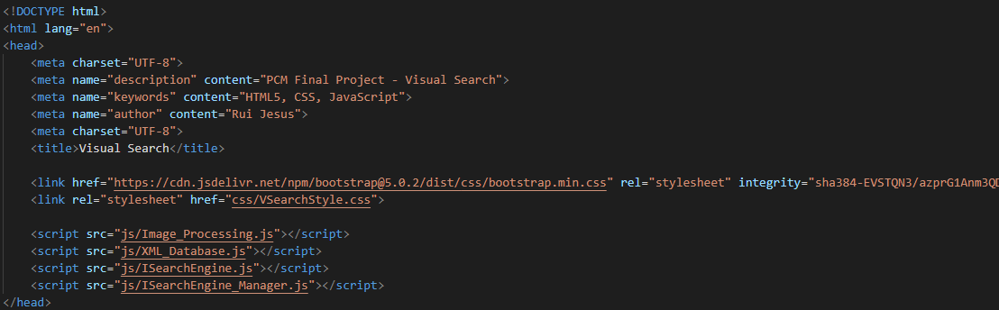 <!DOCTYPE html>
<html lang="en">
<head>
<meta charset="UTF-8">
<meta name="description" content="PCM Final Project - Visual Search">
<meta name="keywords" content="HTML5, CSS, JavaScript">
<meta name="author" content="Rui Jesus">
<meta charset="UTF-8">
<title>Visual Search</title>
<link href="https://cdn.jsdelivr.net/npm/bootstrap@5.0.2/dist/css/bootstrap.min.css" rel="stylesheet" integrity="sha384-EVSTQN3/azprG1Anm3QD
<link rel="stylesheet" href="css/VSearchStyle.css">
<script src="js/Image_Processing.js"></script>
<script src="js/XML_Database.js"></script>
<script src="js/ISearchEngine.js"></script>
<script src="js/ISearchEngine_Manager.js"></script>
</head>